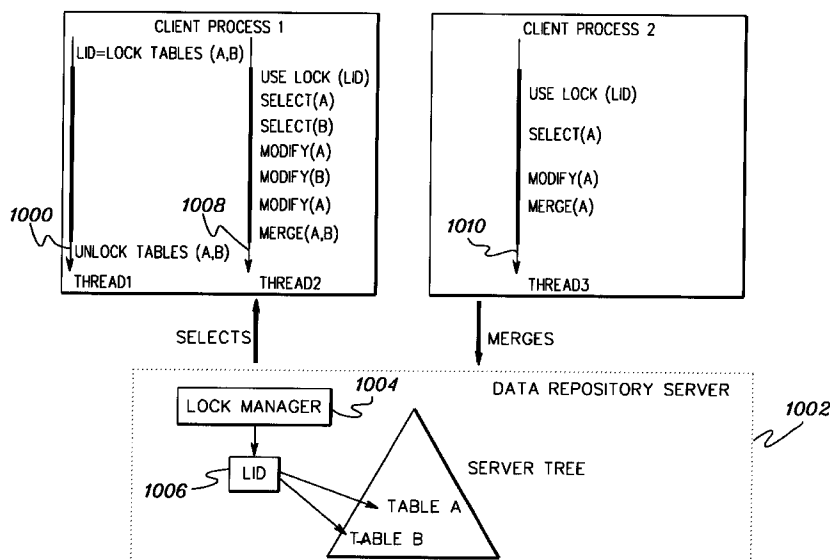 CLIENT PROCESS 1
LID=LOCK TABLES (A,B)
USE LOCK (LID)
SELECT(A)
SELECT(B)
MODIFY(A)
MODIFY(B)
MODIFY(A)
MERGE(A,B)
1000
1008
UNLOCK TABLES (A,B)
THREAD1
THREAD2
CLIENT PROCESS 2
USE LOCK (LID)
SELECT(A)
MODIFY(A)
MERGE(A)
1010
THREAD3
SELECTS
MERGES
DATA REPOSITORY SERVER
1002
LOCK MANAGER
1004
LID
1006
SERVER TREE
TABLE A
TABLE B